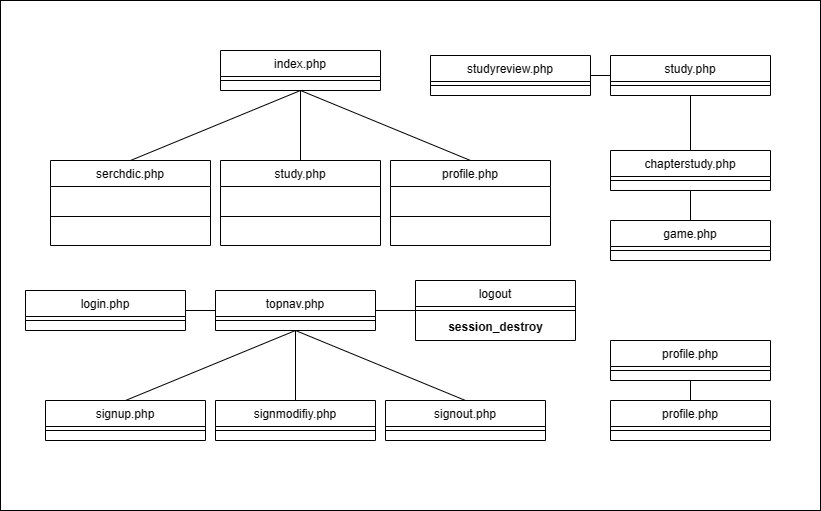 index.php
studyreview.php
study.php
serchdic.php
study.php
profile.php
chapterstudy.php
game.php
login.php
topnav.php
logout
session_destroy
profile.php
signup.php
signmodifiy.php
signout.php
profile.php